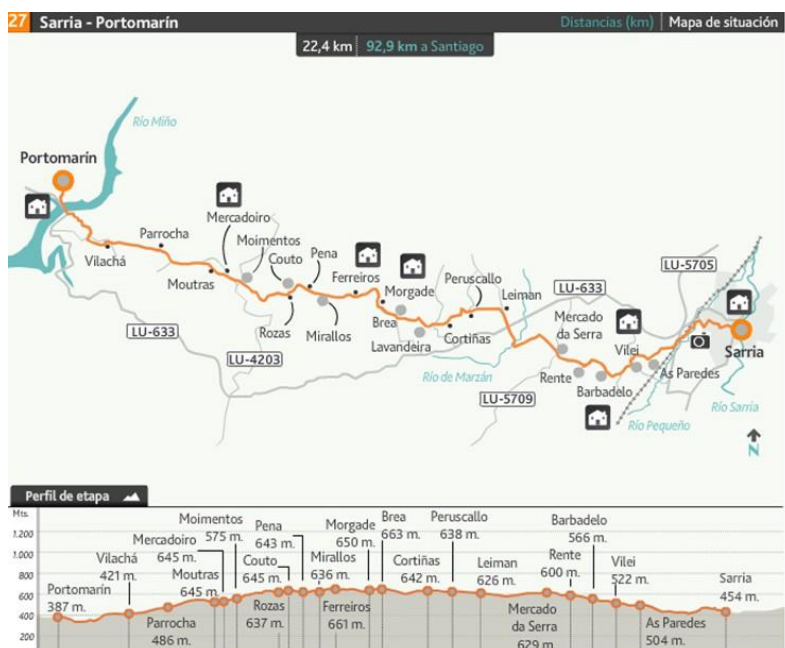 27 Sarria - Portomarín
Distancias (km) | Mapa de situación
22,4 km | 92,9 km a Santiago
Río Miño
Portomarín
Mercadoiro
Parrocha
Moimentos
Couto
Pena
Vilachá
Moutras
Ferreiros
Morgade
Peruscallo
Leiman
LU-633
LU-5705
Rozas
Mirallos
Brea
Lavandeira
Cortiñas
Mercado
da Serra
Vilei
Sarria
LU-633
LU-4203
Río de Marzán
Rente
Barbadelo
As Paredes
LU-5709
Río Pequeño
Río Sarria
N
Perfil de etapa
Mts.
1.200
1.000
800
600
400
200
Portomarín
387 m.
Vilachá
421 m.
Parrocha
486 m.
Moutras
645 m.
Mercadoiro
645 m.
Moimentos
575 m.
Rozas
637 m.
Couto
645 m.
Pena
643 m.
Mirallos
636 m.
Ferreiros
661 m.
Morgade
650 m.
Brea
663 m.
Cortiñas
642 m.
Peruscallo
638 m.
Leiman
626 m.
Mercado
da Serra
629 m.
Rente
600 m.
Barbadelo
566 m.
Vilei
522 m.
As Paredes
504 m.
Sarria
454 m.